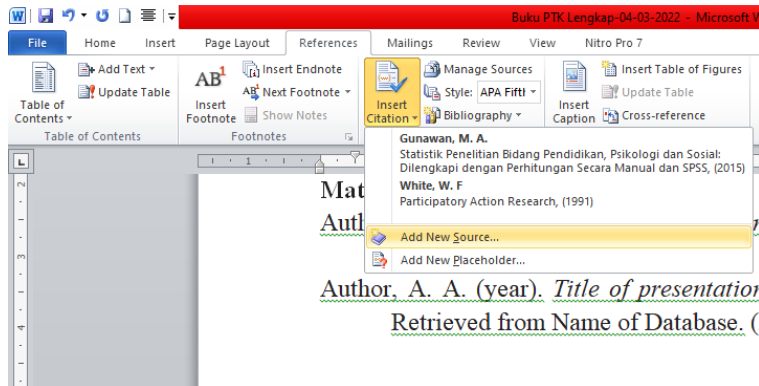 Buku PTK Lengkap-04-03-2022 - Microsoft W
File Home Insert Page Layout References Mailings Review View Nitro Pro 7
Table of Contents
Add Text
Update Table
Table of Contents
AB1
Insert Footnote
Insert Endnote
Next Footnote
Show Notes
Footnotes
Insert Citation
Manage Sources
Style: APA Fiftl
Bibliography
Insert Caption
Insert Table of Figures
Update Table
Cross-reference
Gunawan, M. A.
Statistik Penelitian Bidang Pendidikan, Psikologi dan Sosial:
Dilengkapi dengan Perhitungan Secara Manual dan SPSS, (2015)
White, W. F
Participatory Action Research, (1991)
Add New Source...
Add New Placeholder...
L
1
Mat
Auth
Author, A. A. (year). Title of presentation
Retrieved from Name of Database. (